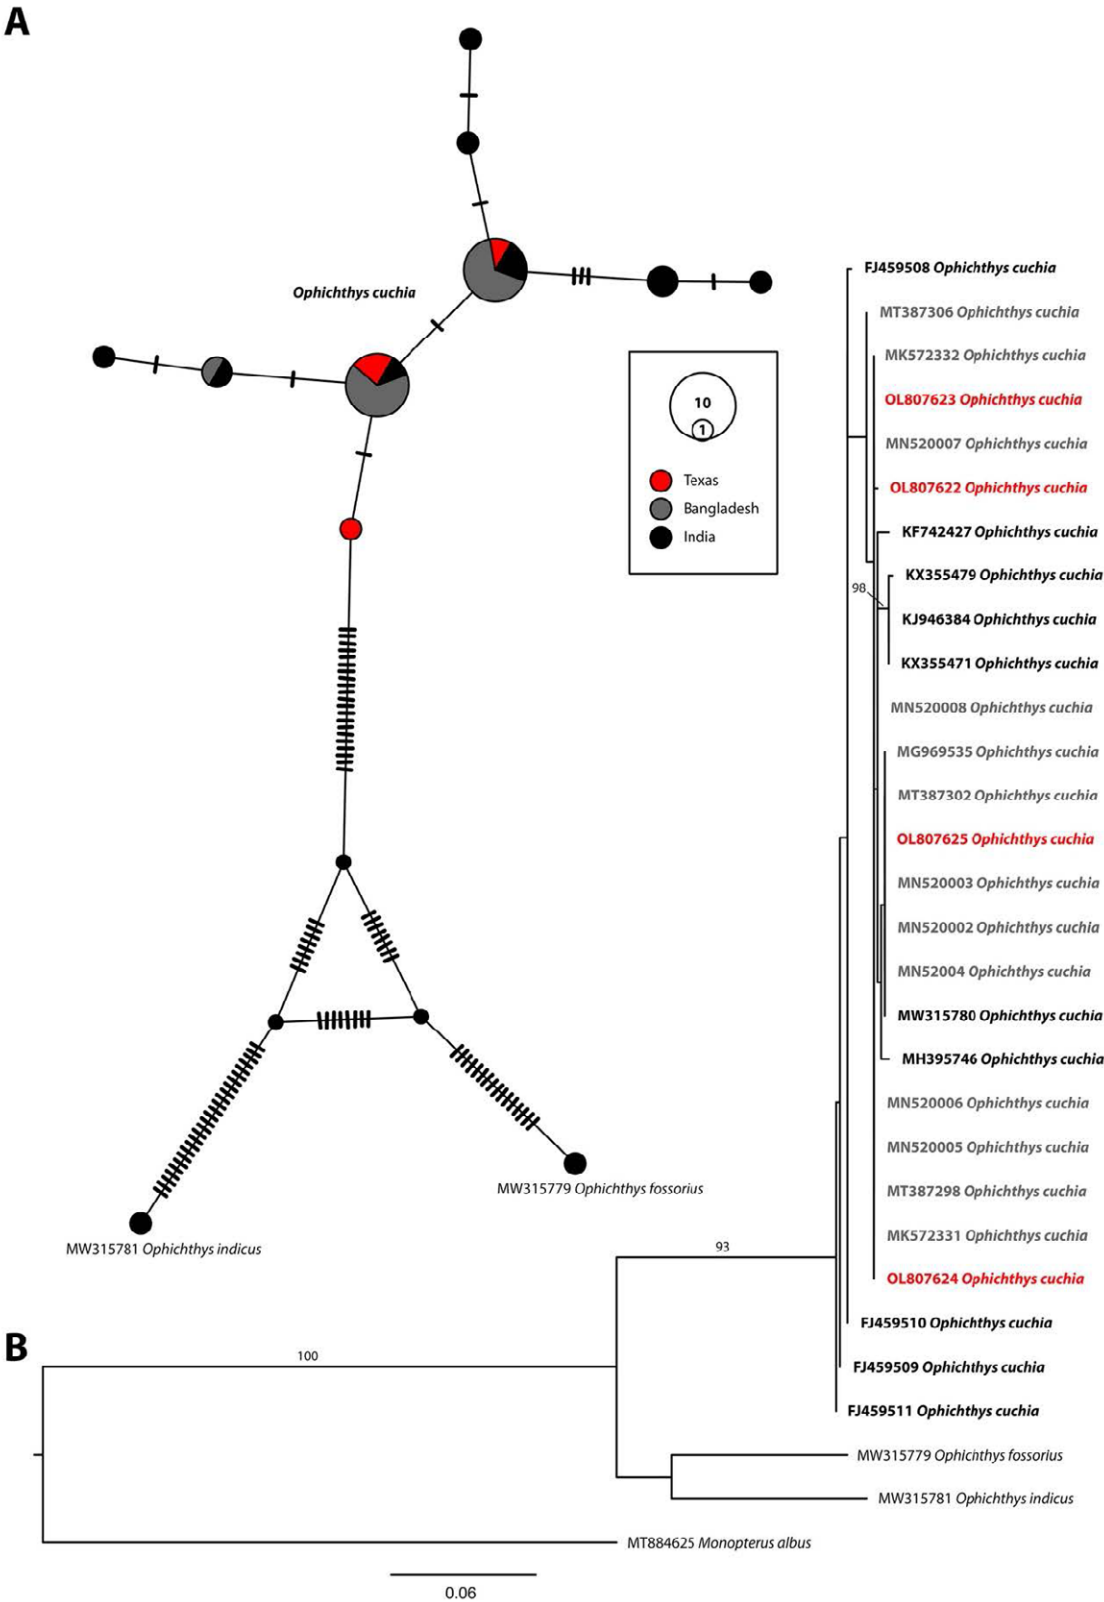 A
Ophichthys cuchia
10
1
Texas
Bangladesh
India
MW315779 Ophichthys fossorius
MW315781 Ophichthys indicus
B
FJ459508 Ophichthys cuchia
MT387306 Ophichthys cuchia
MK572332 Ophichthys cuchia
OL807623 Ophichthys cuchia
MN520007 Ophichthys cuchia
OL807622 Ophichthys cuchia
KF742427 Ophichthys cuchia
KX355479 Ophichthys cuchia
98
KJ946384 Ophichthys cuchia
KX355471 Ophichthys cuchia
MN520008 Ophichthys cuchia
MG969535 Ophichthys cuchia
MT387302 Ophichthys cuchia
OL807625 Ophichthys cuchia
MN520003 Ophichthys cuchia
MN520002 Ophichthys cuchia
MN52004 Ophichthys cuchia
MW315780 Ophichthys cuchia
MH395746 Ophichthys cuchia
MN520006 Ophichthys cuchia
MN520005 Ophichthys cuchia
MT387298 Ophichthys cuchia
MK572331 Ophichthys cuchia
93
OL807624 Ophichthys cuchia
FJ459510 Ophichthys cuchia
100
FJ459509 Ophichthys cuchia
FJ459511 Ophichthys cuchia
MW315779 Ophichthys fossorius
MW315781 Ophichthys indicus
MT884625 Monopterus albus
0.06